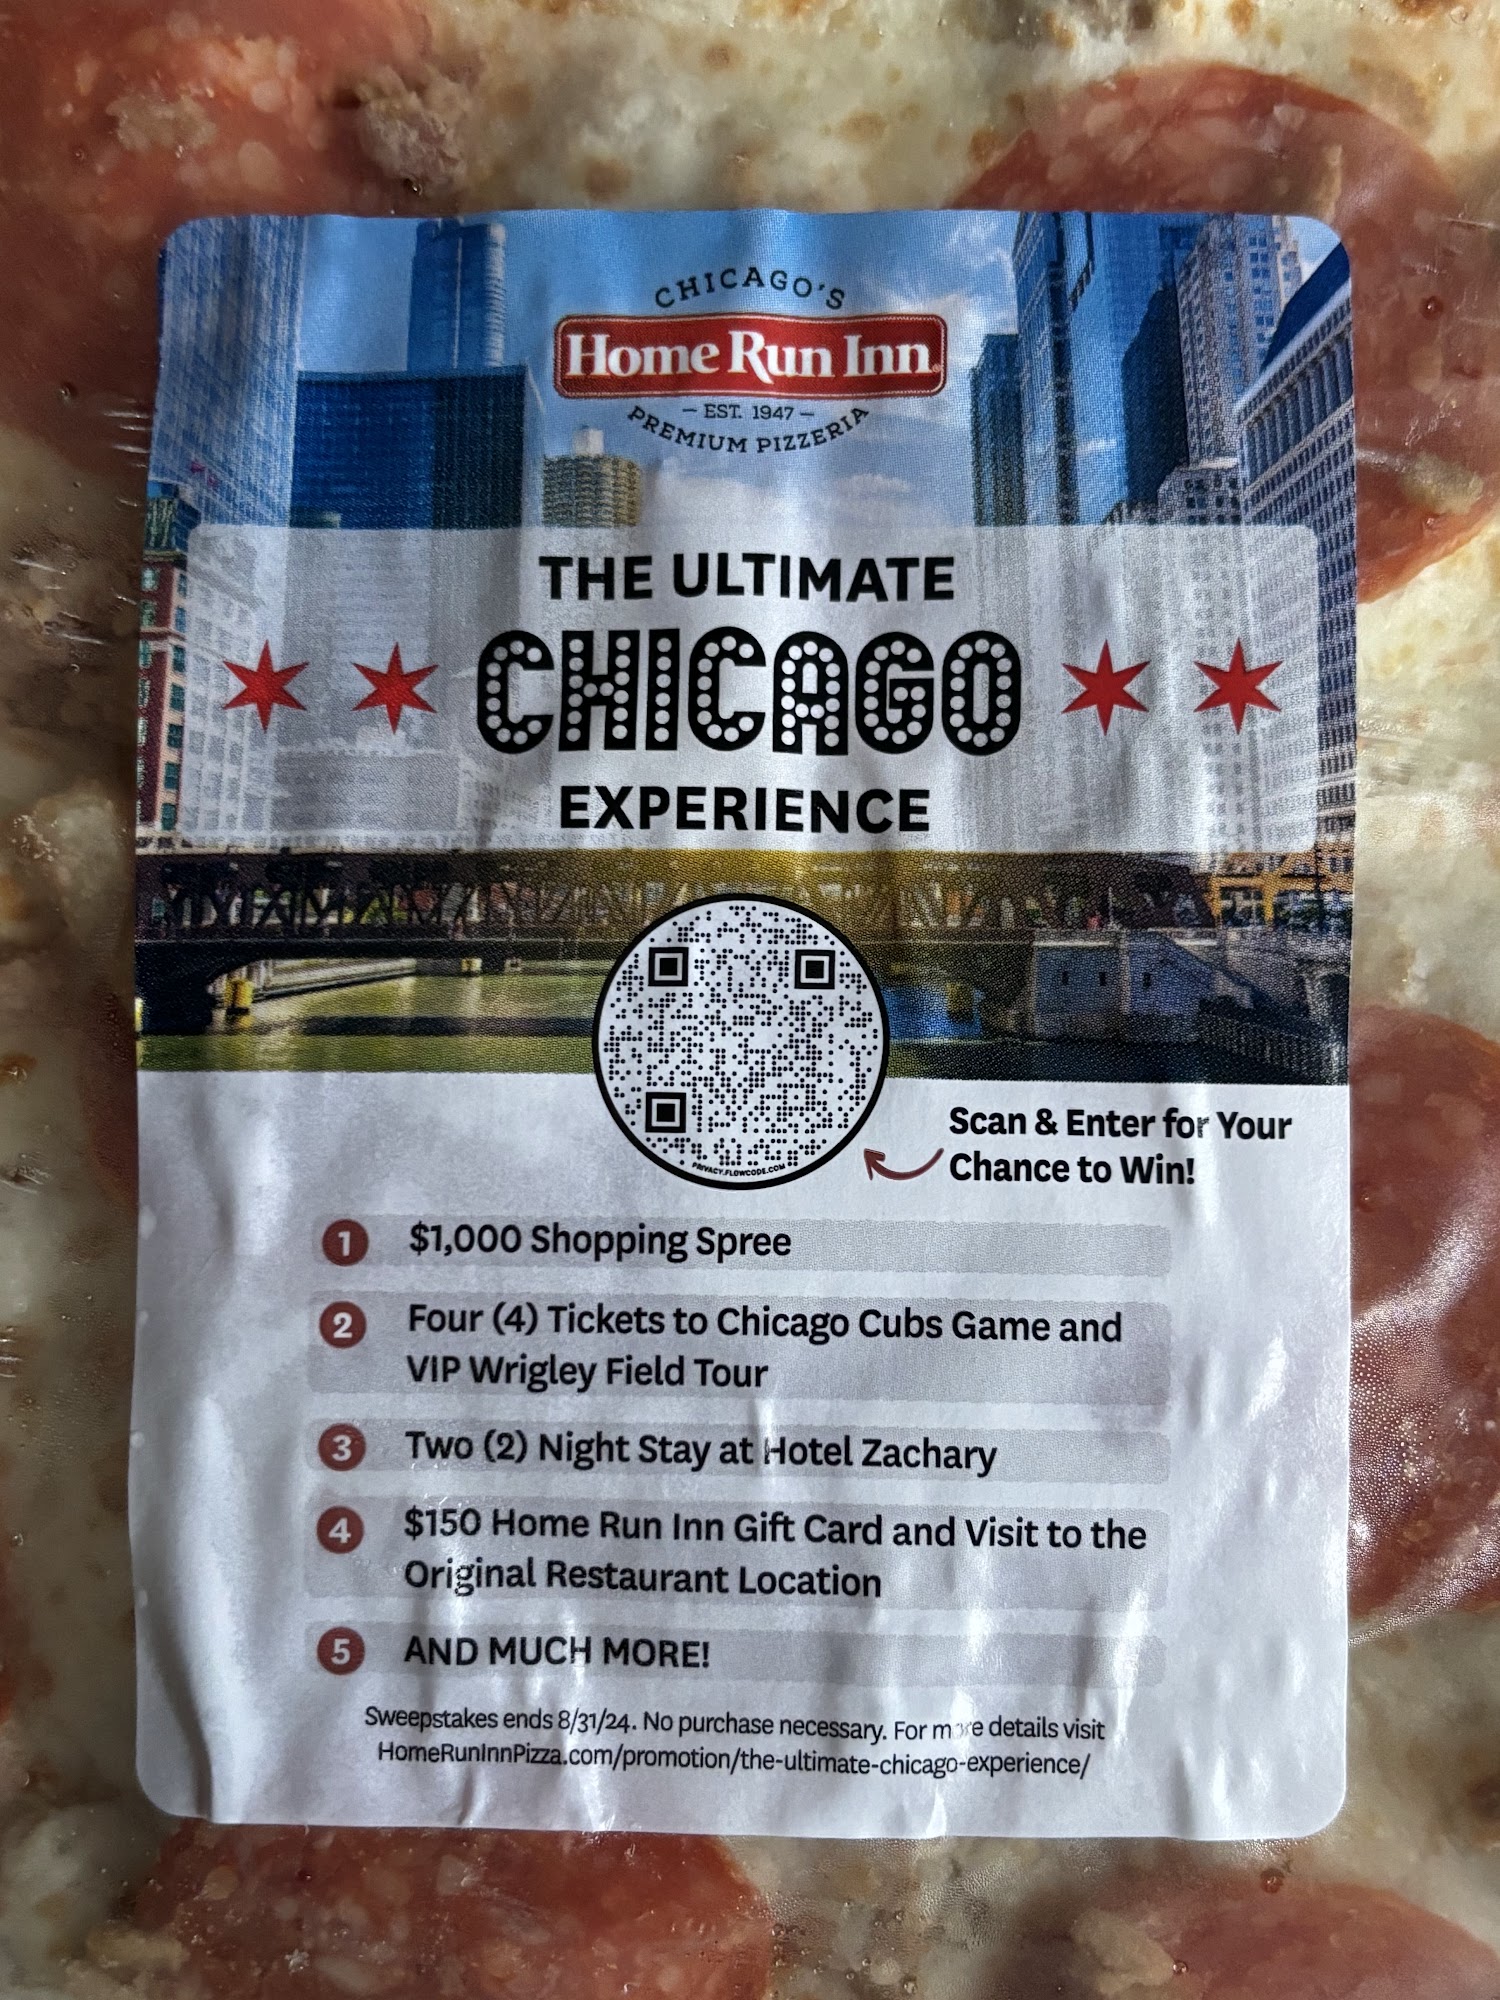 CHICAGO'S
Home Run Inn
– EST. 1947 –
PREMIUM PIZZERIA
THE ULTIMATE
CHICAGO
EXPERIENCE
PRIVACY.FLOWCODE.COM
Scan & Enter for Your
Chance to Win!
1 $1,000 Shopping Spree
2 Four (4) Tickets to Chicago Cubs Game and
VIP Wrigley Field Tour
3 Two (2) Night Stay at Hotel Zachary
4 $150 Home Run Inn Gift Card and Visit to the
Original Restaurant Location
5 AND MUCH MORE!
Sweepstakes ends 8/31/24. No purchase necessary. For more details visit
HomeRunInnPizza.com/promotion/the-ultimate-chicago-experience/